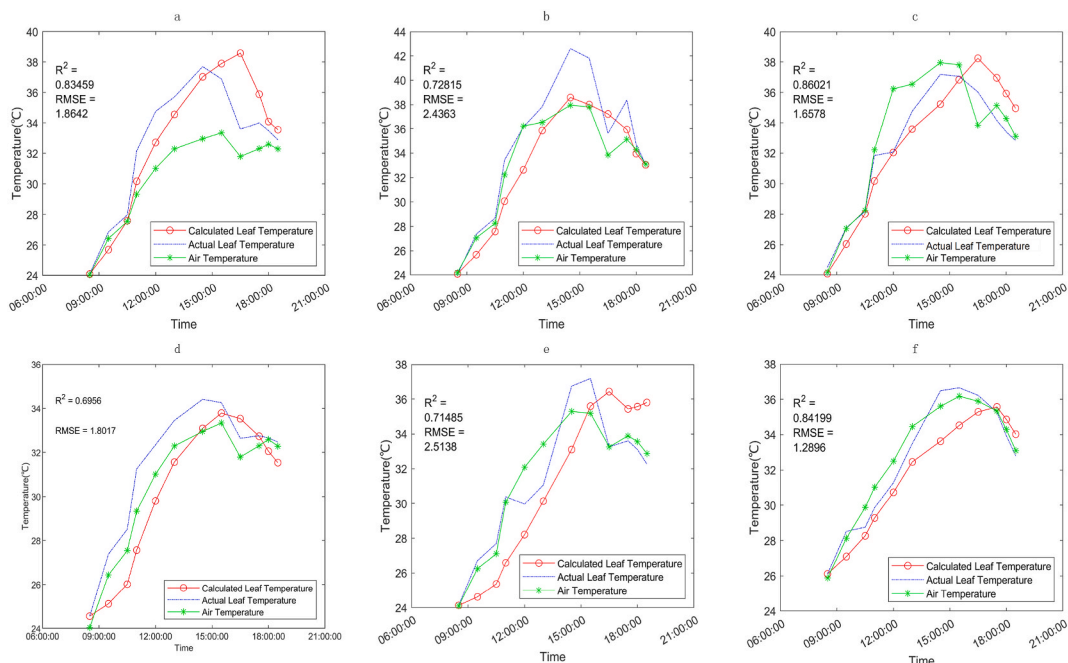 a
40
38
36
34
32
30
28
26
24
R² =
0.83459
RMSE =
1.8642
Temperature(℃)
Calculated Leaf Temperature
Actual Leaf Temperature
Air Temperature
06:00:00
09:00:00
12:00:00
15:00:00
18:00:00
21:00:00
Time
b
44
42
40
38
36
34
32
30
28
26
24
R² =
0.72815
RMSE =
2.4363
Temperature(℃)
Calculated Leaf Temperature
Actual Leaf Temperature
Air Temperature
06:00:00
09:00:00
12:00:00
15:00:00
18:00:00
21:00:00
Time
c
40
38
36
34
32
30
28
26
24
R² =
0.86021
RMSE =
1.6578
Temperature(℃)
Calculated Leaf Temperature
Actual Leaf Temperature
Air Temperature
06:00:00
09:00:00
12:00:00
15:00:00
18:00:00
21:00:00
Time
d
36
34
32
30
28
26
24
R² = 0.6956
RMSE = 1.8017
Temperature(℃)
Calculated Leaf Temperature
Actual Leaf Temperature
Air Temperature
06:00:00
09:00:00
12:00:00
15:00:00
18:00:00
21:00:00
Time
e
38
36
34
32
30
28
26
24
R² =
0.71485
RMSE =
2.5138
Temperature(℃)
Calculated Leaf Temperature
Actual Leaf Temperature
Air Temperature
06:00:00
09:00:00
12:00:00
15:00:00
18:00:00
21:00:00
Time
f
38
36
34
32
30
28
26
24
R² =
0.84199
RMSE =
1.2896
Temperature(℃)
Calculated Leaf Temperature
Actual Leaf Temperature
Air Temperature
06:00:00
09:00:00
12:00:00
15:00:00
18:00:00
21:00:00
Time